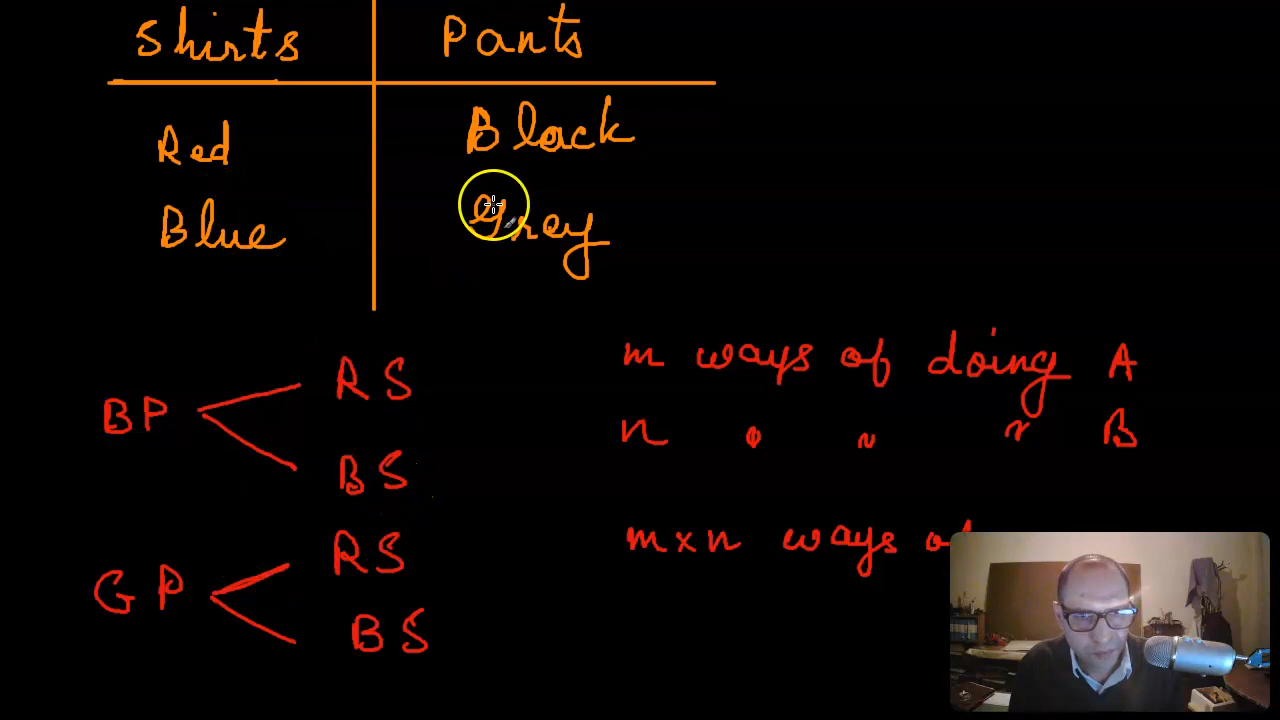 Shirts Pants
Red Black
Blue Grey
BP RS
BS
GP RS
BS
m ways of doing A
n " " " B
m x n ways of